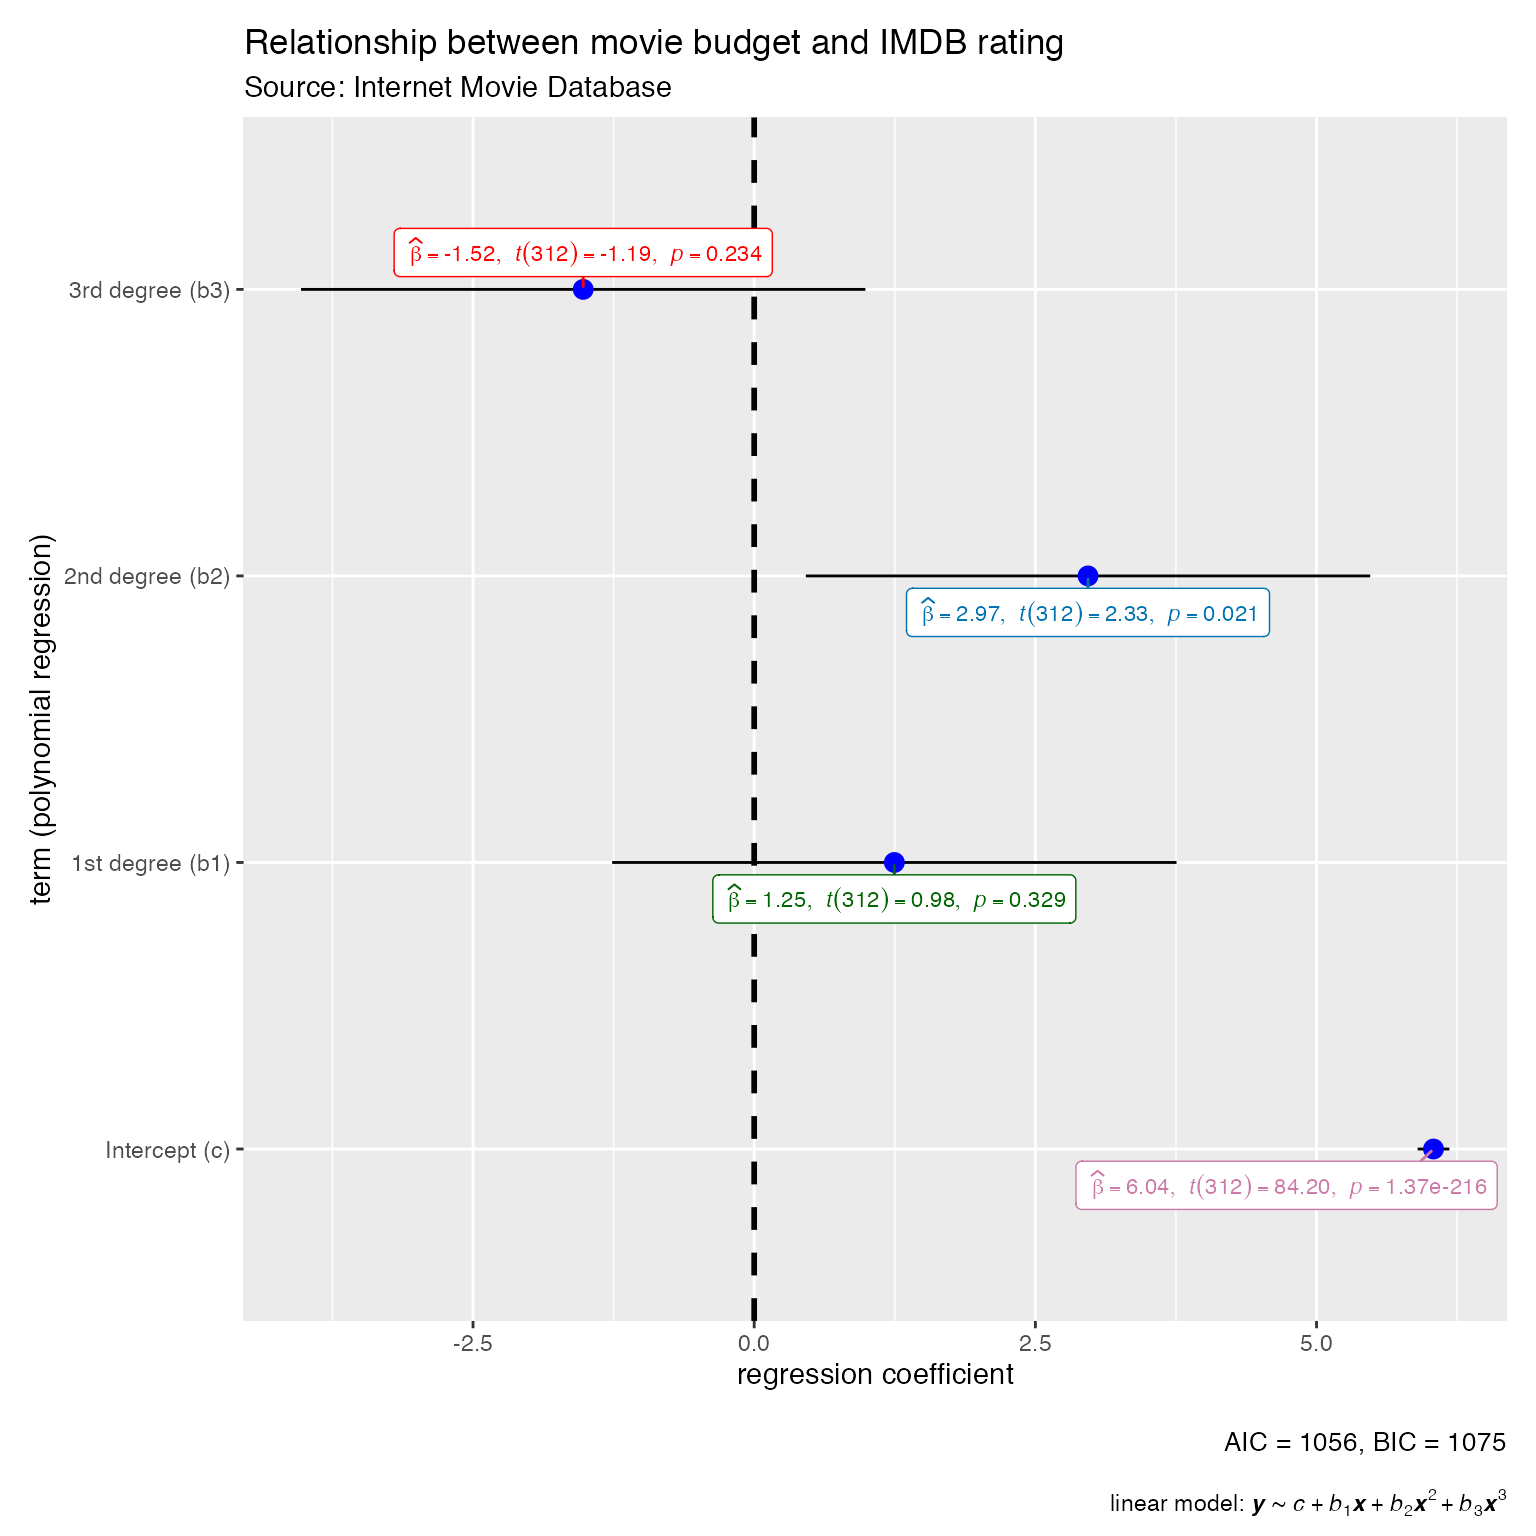 Relationship between movie budget and IMDB rating
Source: Internet Movie Database
term (polynomial regression)
3rd degree (b3)
β̂ = -1.52, t(312) = -1.19, p = 0.234
2nd degree (b2)
β̂ = 2.97, t(312) = 2.33, p = 0.021
1st degree (b1)
β̂ = 1.25, t(312) = 0.98, p = 0.329
Intercept (c)
β̂ = 6.04, t(312) = 84.20, p = 1.37e-216
-2.5 0.0 2.5 5.0
regression coefficient
AIC = 1056, BIC = 1075
linear model: y ~ c + b₁x + b₂x² + b₃x³